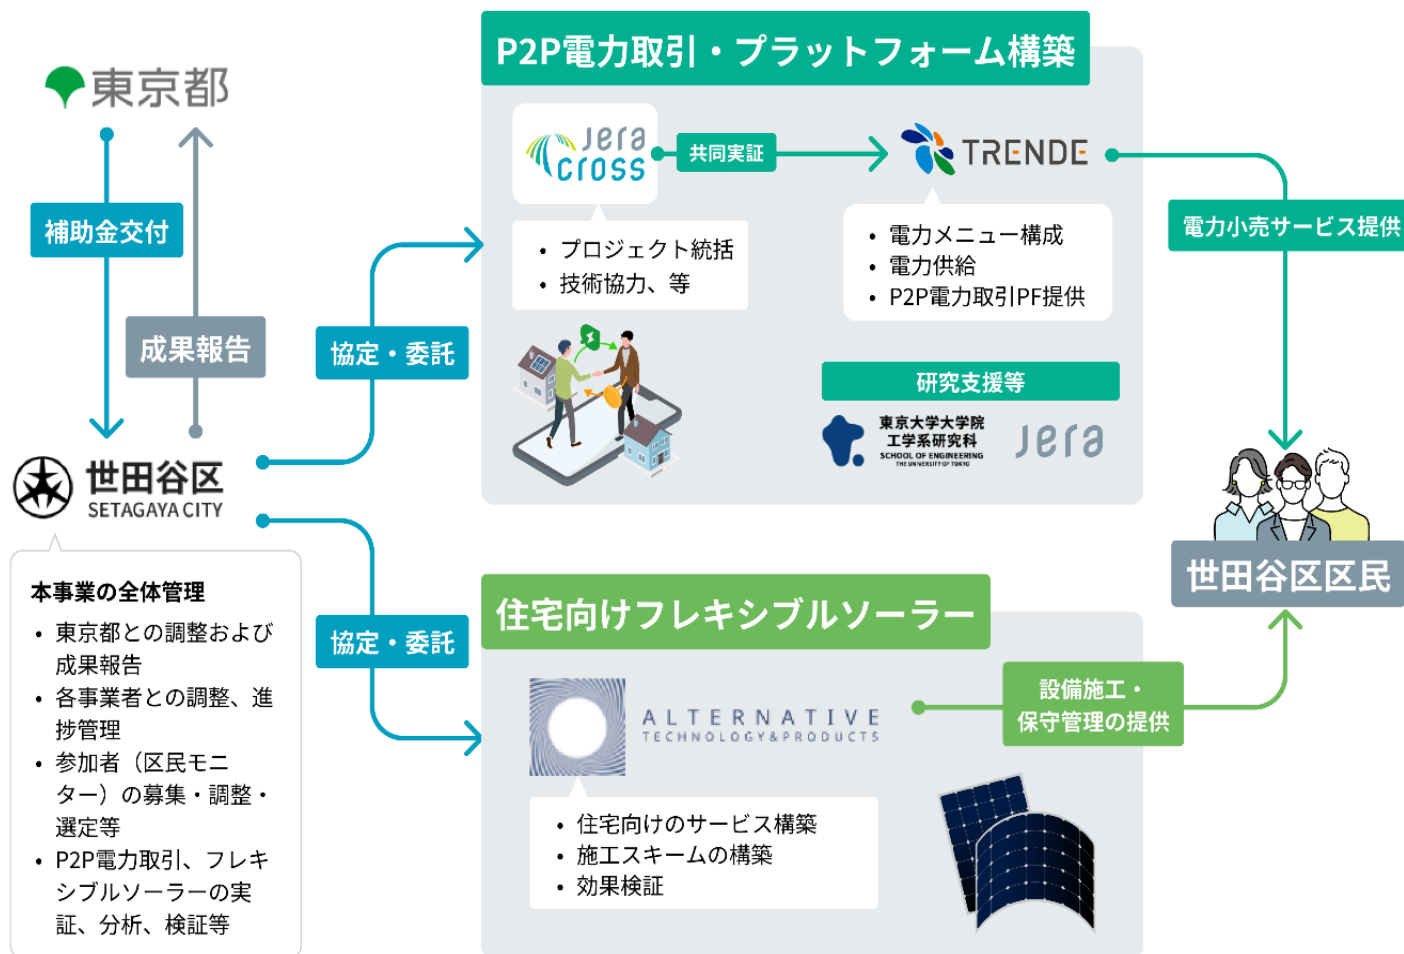 東京都
補助金交付
成果報告
世田谷区
SETAGAYA CITY
本事業の全体管理
• 東京都との調整および
成果報告
• 各事業者との調整、進
捗管理
• 参加者（区民モニ
ター）の募集・調整・
選定等
• P2P電力取引、フレキ
シブルソーラーの実
証、分析、検証等
協定・委託
協定・委託
P2P電力取引・プラットフォーム構築
Jera
cross
共同実証
TRENDE
• プロジェクト統括
• 技術協力、等
• 電力メニュー構成
• 電力供給
• P2P電力取引PF提供
研究支援等
東京大学大学院
工学系研究科
SCHOOL OF ENGINEERING
THE UNIVERSITY OF TOKYO
Jera
電力小売サービス提供
世田谷区区民
住宅向けフレキシブルソーラー
ALTERNATIVE
TECHNOLOGY&PRODUCTS
• 住宅向けのサービス構築
• 施工スキームの構築
• 効果検証
設備施工・
保守管理の提供